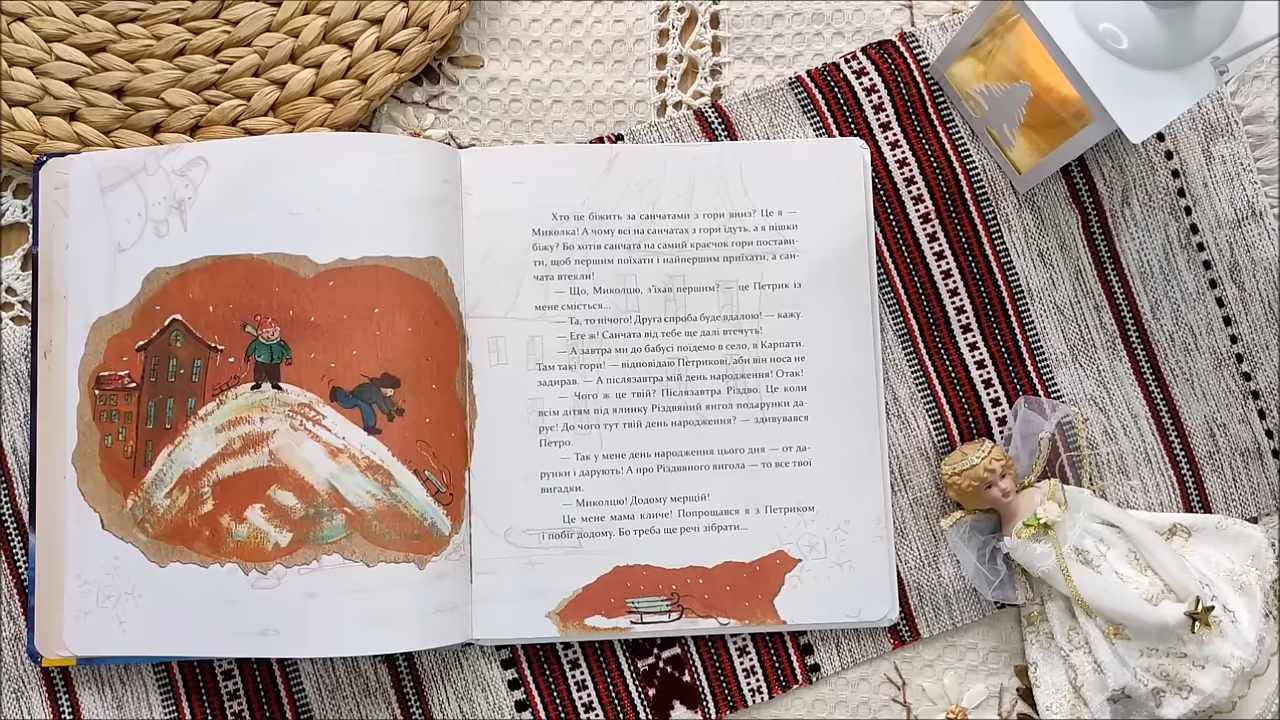 Хто це біжить за санчатами з гори вниз? Це я —
Миколка! А чому всі на санчатах з гори їдуть, а я пішки
біжу? Бо хотів санчата на самий краєчок гори постави-
ти, щоб першим поїхати і найпершим приїхати, а сан-
чата втекли!
— Що, Миколцю, з'їхав першим? — це Петрик із
мене сміється...
— Та, то нічого! Друга спроба буде вдалою! — кажу.
— Еге ж! Санчата від тебе ще далі втечуть!
— А завтра ми до бабусі поїдемо в село, в Карпати.
Там такі гори! — відповідаю Петрикові, аби він носа не
задирав. — А післязавтра мій день народження! Отак!
— Чого ж це твій? Післязавтра Різдво. Це коли
всім дітям під ялинку Різдвяний янгол подарунки да-
рує! До чого тут твій день народження? — здивувався
Петро.
— Так у мене день народження цього дня — от да-
рунки і дарують! А про Різдвяного янгола — то все твої
вигадки.
— Миколцю! Додому мерщій!
Це мене мама кличе! Попрощався я з Петриком
і побіг додому. Бо треба ще речі зібрати...